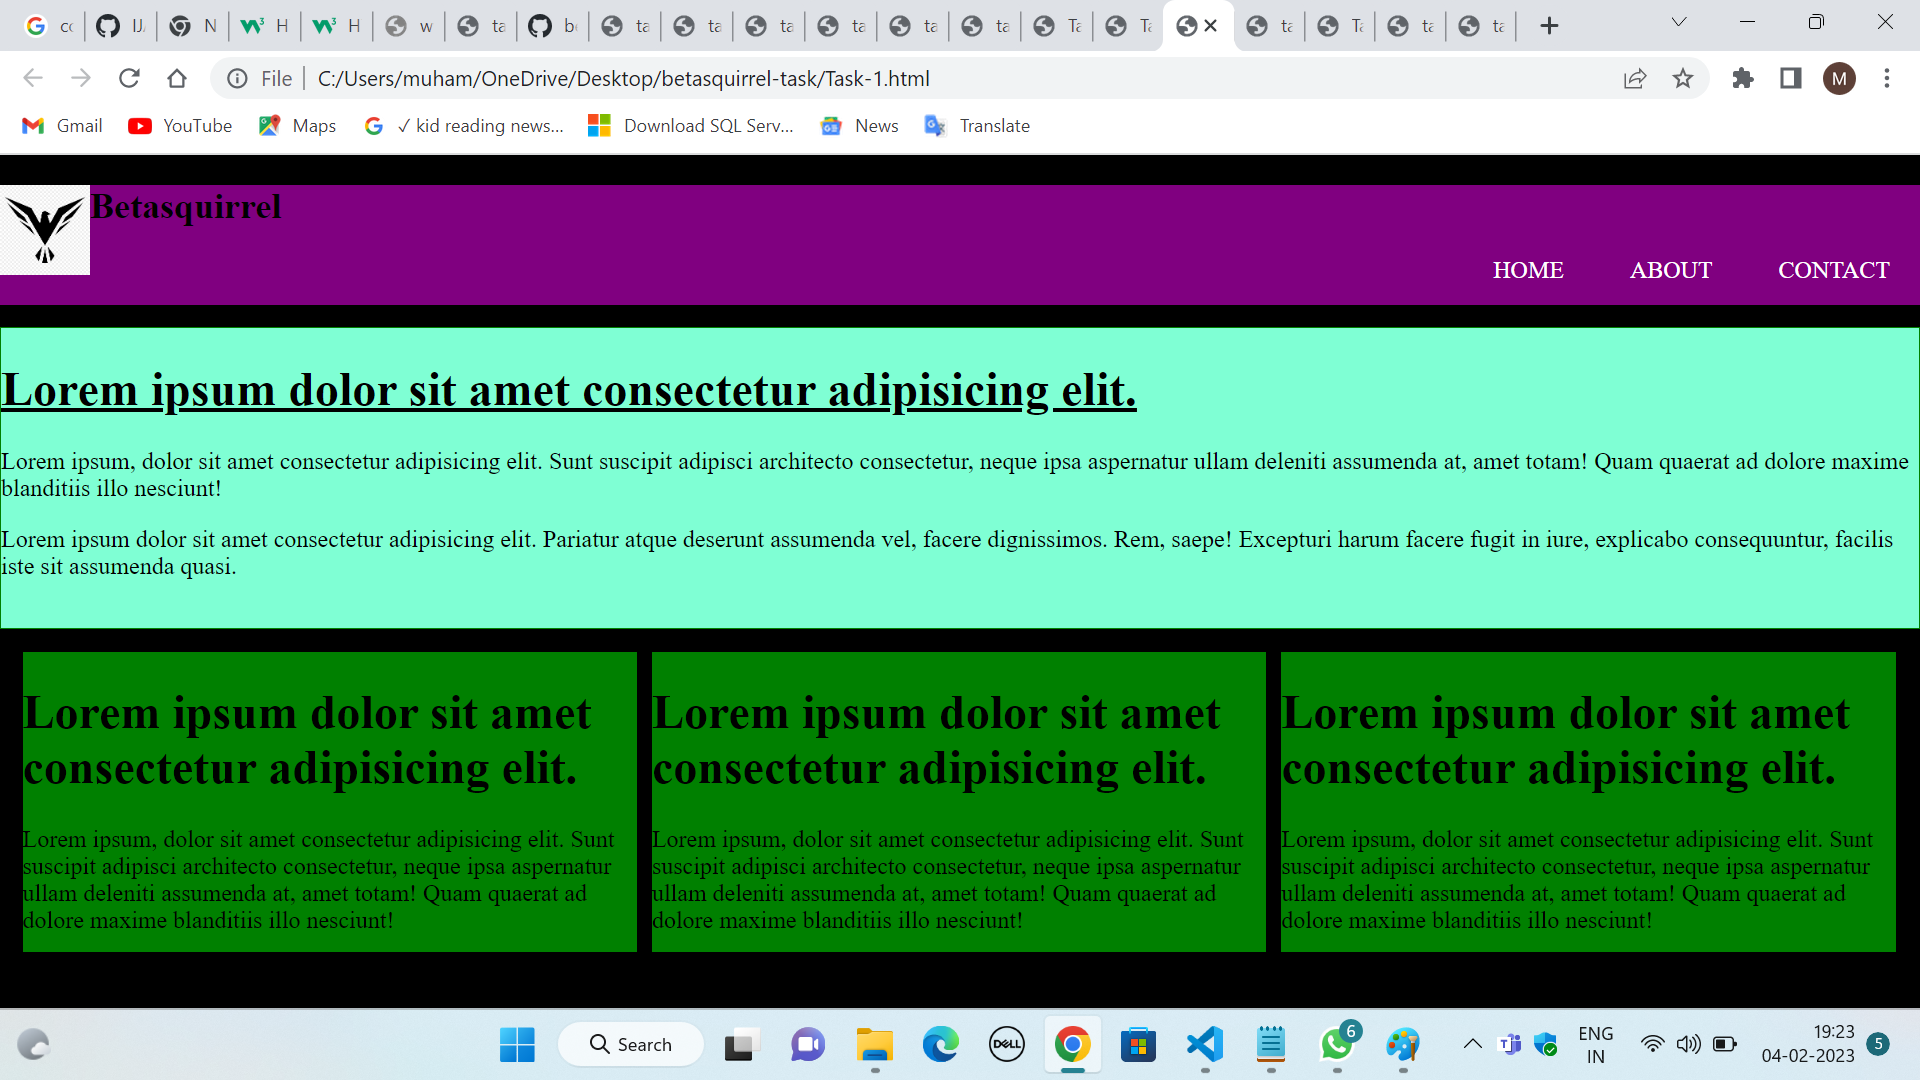 co
IJ
N
H
H
w
ta
be
ta
ta
ta
ta
ta
ta
Ta
Ta
ta
Ta
ta
ta
File
C:/Users/muham/OneDrive/Desktop/betasquirrel-task/Task-1.html
M
Gmail
YouTube
Maps
✓ kid reading news...
Download SQL Serv...
News
Translate
Betasquirrel
HOME ABOUT CONTACT
Lorem ipsum dolor sit amet consectetur adipisicing elit.
Lorem ipsum, dolor sit amet consectetur adipisicing elit. Sunt suscipit adipisci architecto consectetur, neque ipsa aspernatur ullam deleniti assumenda at, amet totam! Quam quaerat ad dolore maxime
blanditiis illo nesciunt!
Lorem ipsum dolor sit amet consectetur adipisicing elit. Pariatur atque deserunt assumenda vel, facere dignissimos. Rem, saepe! Excepturi harum facere fugit in iure, explicabo consequuntur, facilis
iste sit assumenda quasi.
Lorem ipsum dolor sit amet
consectetur adipisicing elit.
Lorem ipsum, dolor sit amet consectetur adipisicing elit. Sunt
suscipit adipisci architecto consectetur, neque ipsa aspernatur
ullam deleniti assumenda at, amet totam! Quam quaerat ad
dolore maxime blanditiis illo nesciunt!
Lorem ipsum dolor sit amet
consectetur adipisicing elit.
Lorem ipsum, dolor sit amet consectetur adipisicing elit. Sunt
suscipit adipisci architecto consectetur, neque ipsa aspernatur
ullam deleniti assumenda at, amet totam! Quam quaerat ad
dolore maxime blanditiis illo nesciunt!
Lorem ipsum dolor sit amet
consectetur adipisicing elit.
Lorem ipsum, dolor sit amet consectetur adipisicing elit. Sunt
suscipit adipisci architecto consectetur, neque ipsa aspernatur
ullam deleniti assumenda at, amet totam! Quam quaerat ad
dolore maxime blanditiis illo nesciunt!
Search
DELL
6
ENG
IN
19:23
04-02-2023
5